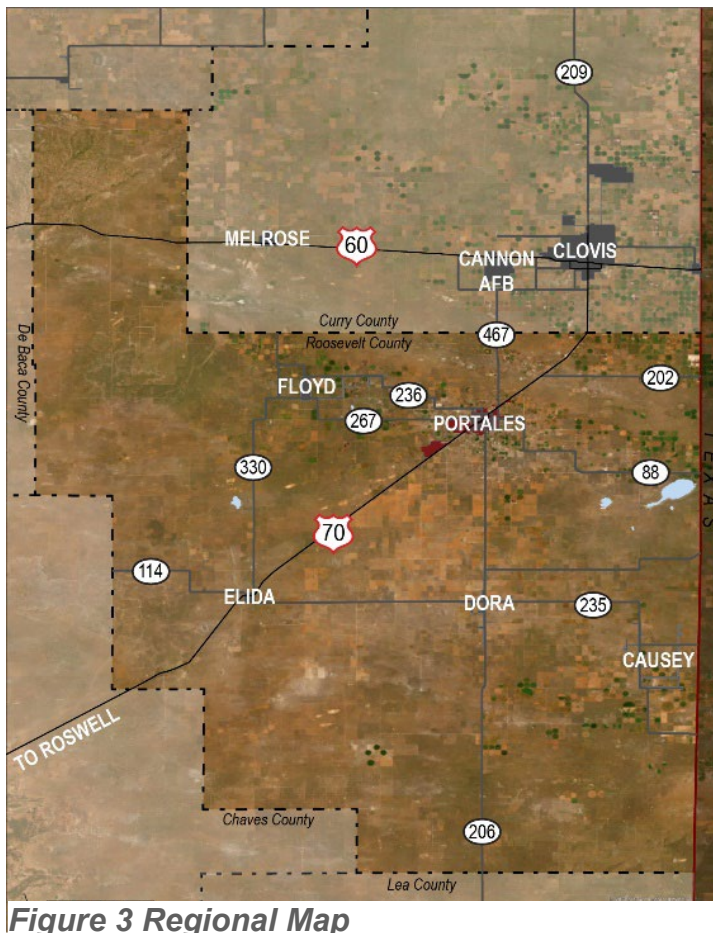 209
MELROSE
60
CLOVIS
CANNON
AFB
Curry County
Roosevelt County
467
De Baca County
FLOYD
236
202
267
PORTALES
330
88
TEXAS
70
114
ELIDA
DORA
235
CAUSEY
TO ROSWELL
Chaves County
206
Lea County
Figure 3 Regional Map